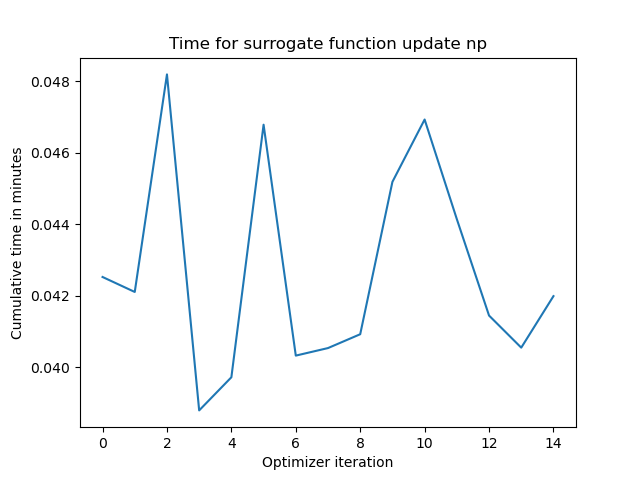 Time for surrogate function update np
0.048
0.046
0.044
0.042
0.040
Cumulative time in minutes
0 2 4 6 8 10 12 14
Optimizer iteration